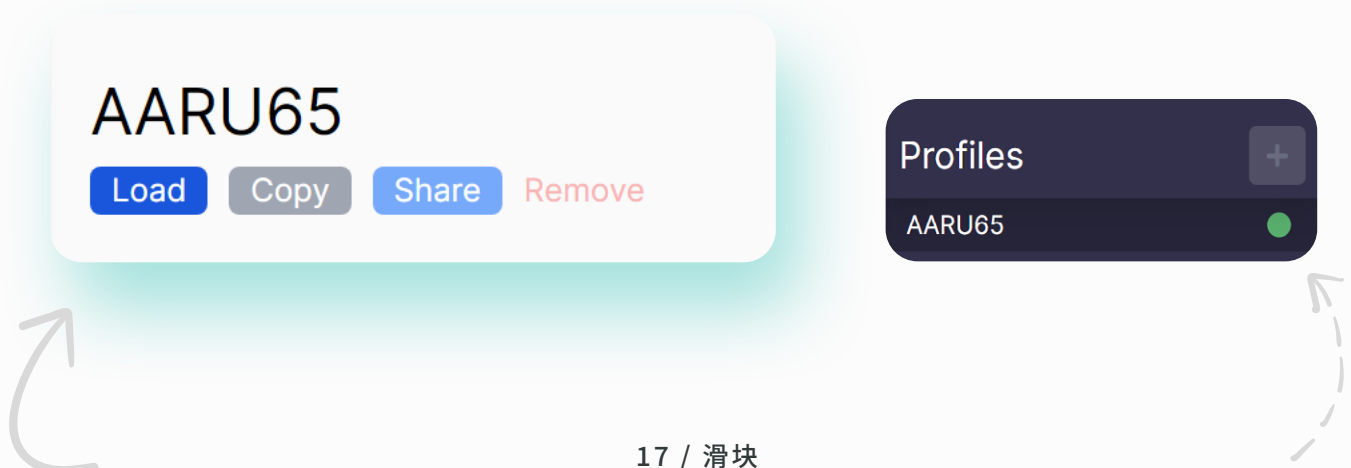 AARU65
Load Copy Share Remove
Profiles +
AARU65
17 / 滑块